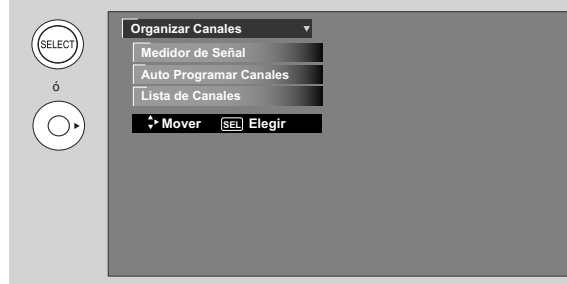 SELECT
ó
Organizar Canales
Medidor de Señal
Auto Programar Canales
Lista de Canales
Mover SEL Elegir